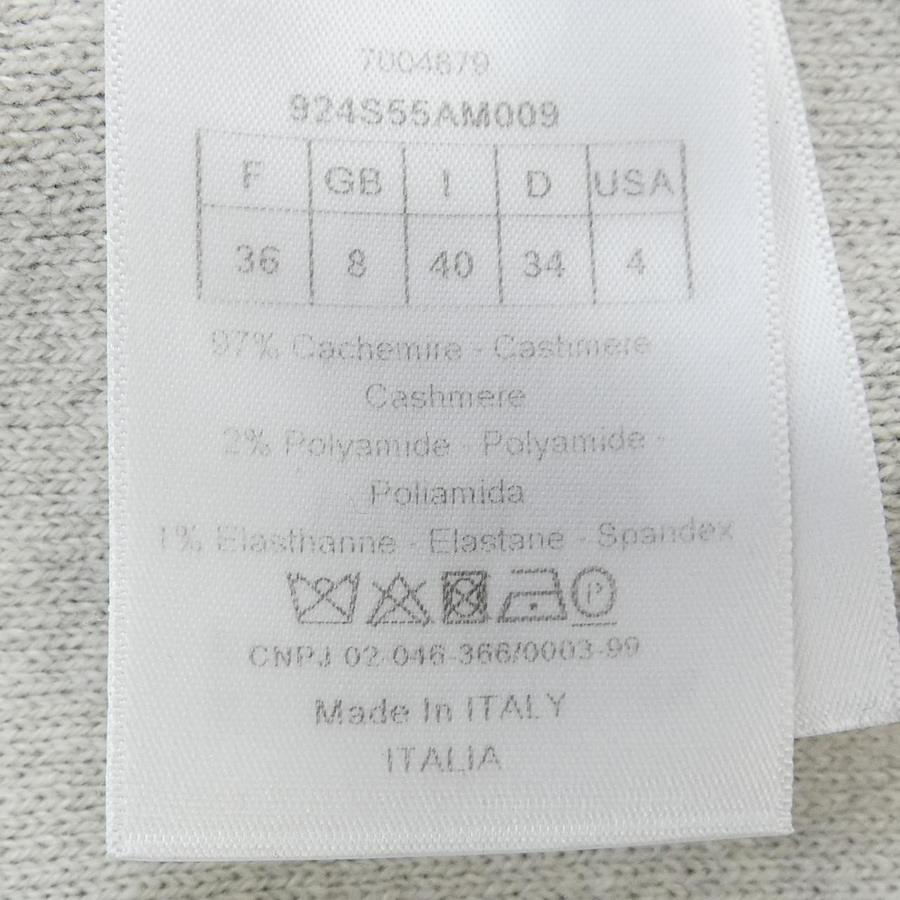 7004879
924S55AM009
F GB I D USA
36 8 40 34 4
97% Cachemire - Cashmere
Cashmere
2% Polyamide - Polyamide -
Poliamida
1% Elasthanne - Elastane - Spandex
P
CNPJ 02-046-366/0003-99
Made In ITALY
ITALIA